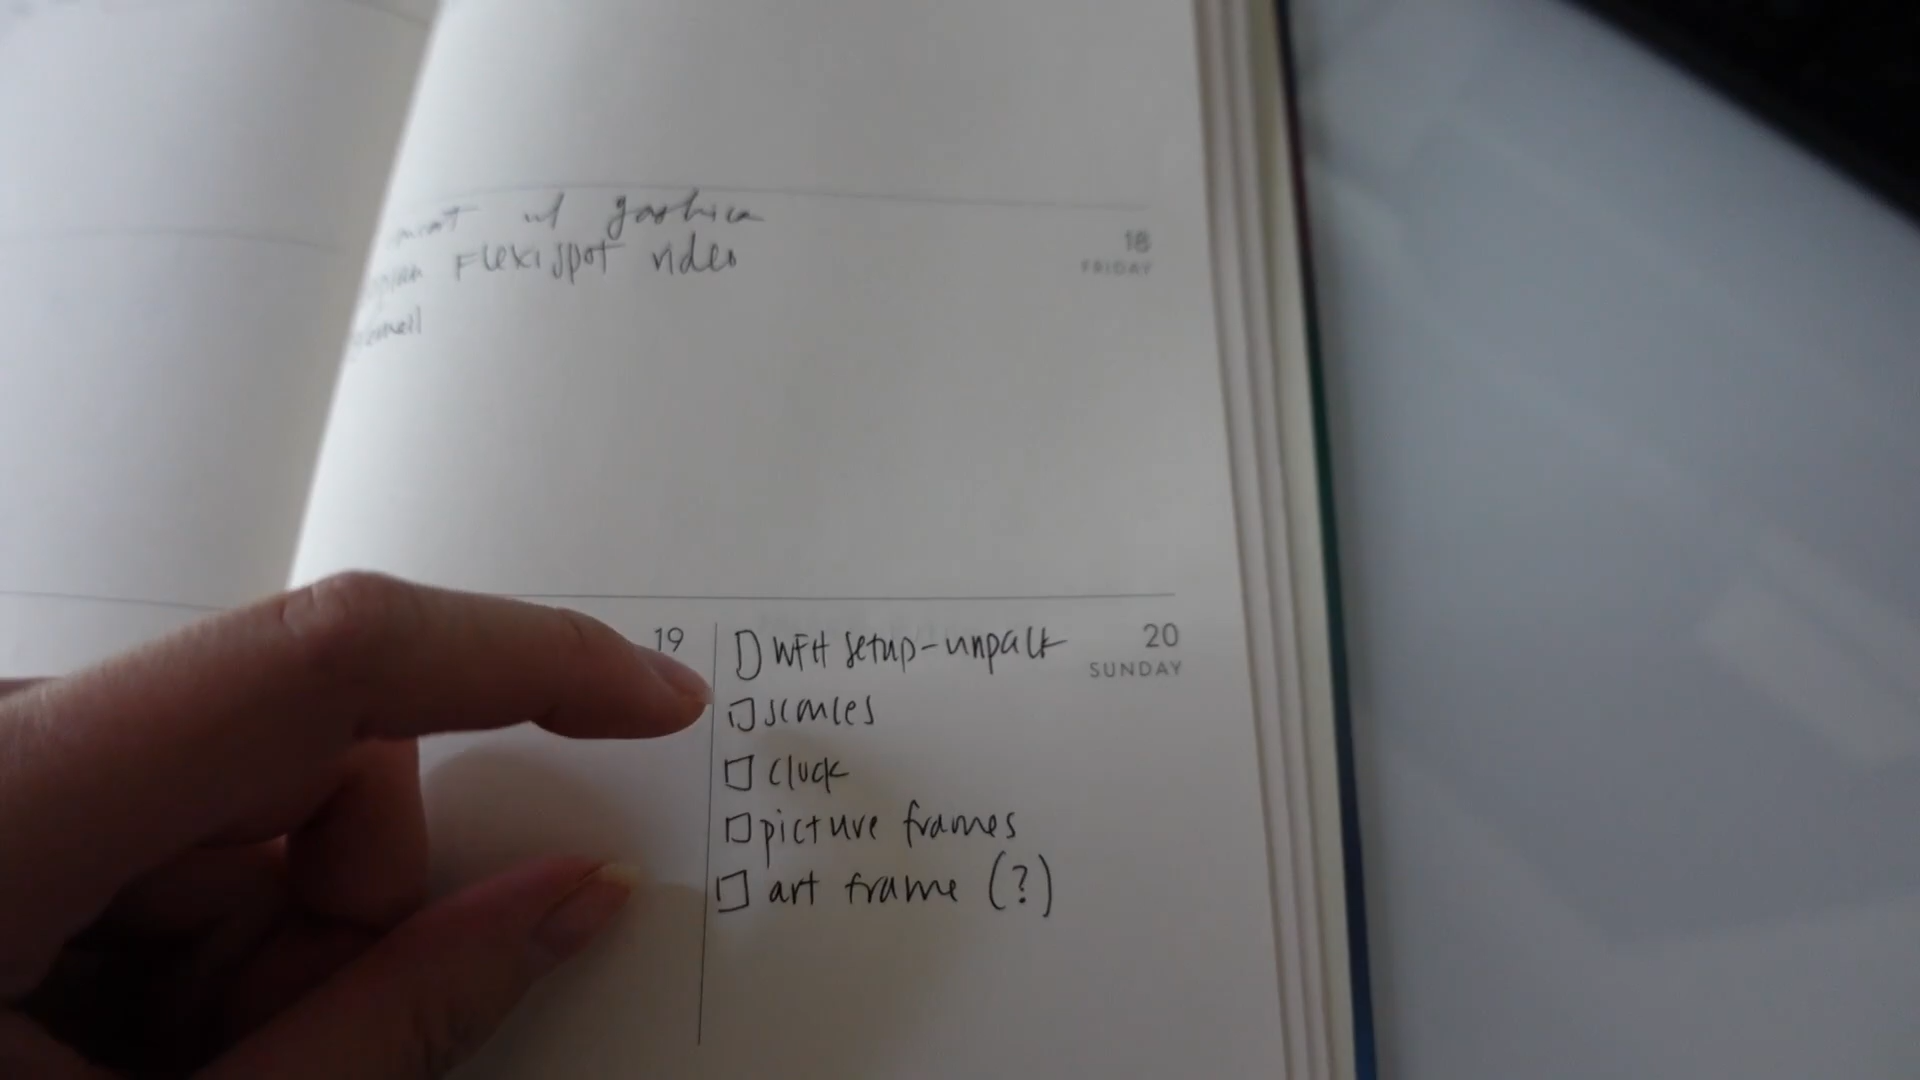 w/
Flexispot video
18
FRIDAY
19
20
SUNDAY
WFH setup-unpack
sconces
clock
picture frames
art frame (?)